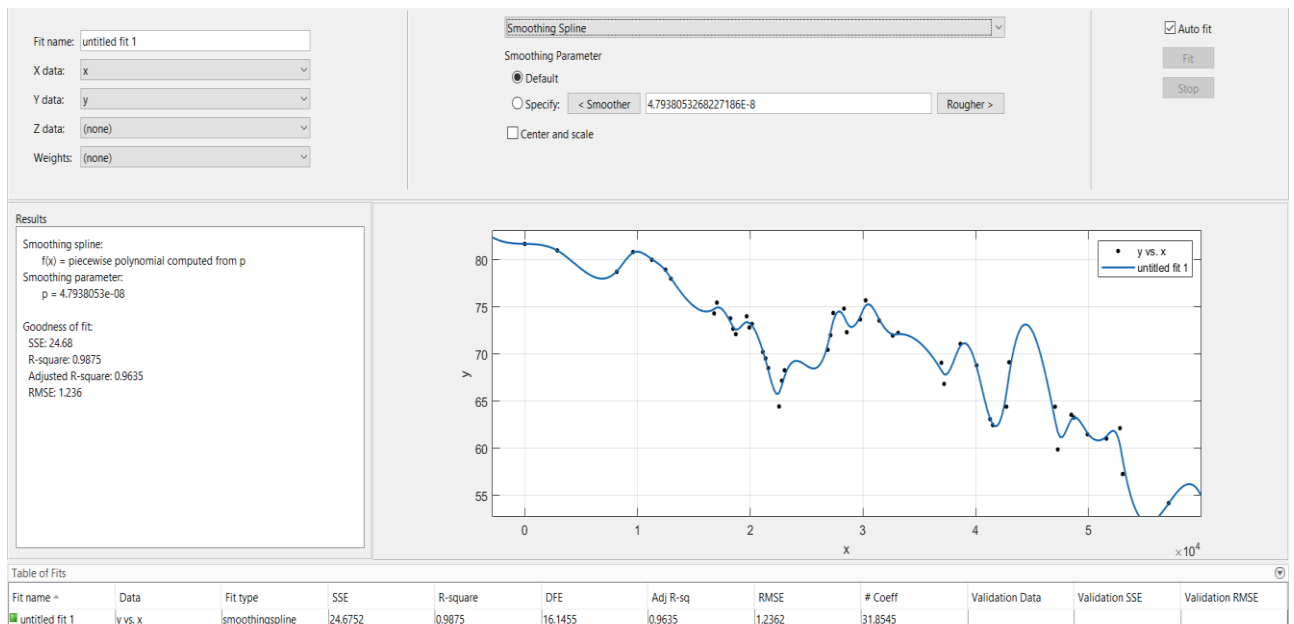 Fit name: untitled fit 1
X data: x
Y data: y
Z data: (none)
Weights: (none)
Smoothing Spline
Smoothing Parameter
Default
Specify: < Smoother 4.7938053268227186E-8 Rougher >
Center and scale
Auto fit
Fit
Stop
Results
Smoothing spline:
f(x) = piecewise polynomial computed from p
Smoothing parameter:
p = 4.7938053e-08
Goodness of fit:
SSE: 24.68
R-square: 0.9875
Adjusted R-square: 0.9635
RMSE: 1.236
y vs. x
untitled fit 1
80
75
70
65
60
55
y
0 1 2 3 4 5
x
×10⁴
Table of Fits
Fit name Data Fit type SSE R-square DFE Adj R-sq RMSE # Coeff Validation Data Validation SSE Validation RMSE
untitled fit 1 y vs. x smoothingspline 24.6752 0.9875 16.1455 0.9635 1.2362 31.8545